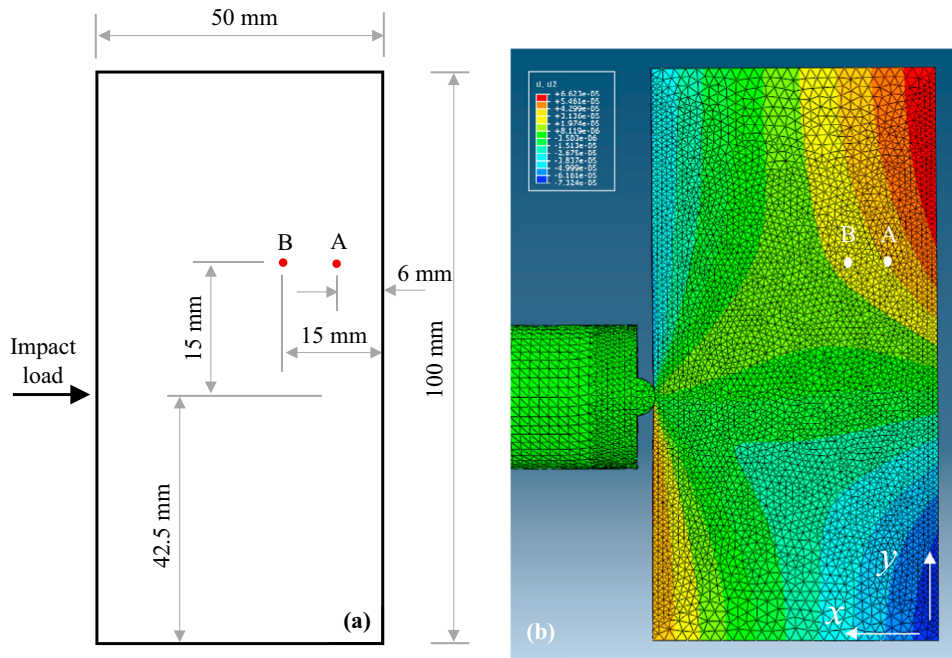 50 mm
B
A
6 mm
15 mm
15 mm
100 mm
Impact
load
42.5 mm
(a)
U, U2
+6.623e-05
+5.461e-05
+4.299e-05
+3.136e-05
+1.974e-05
+8.119e-06
-3.503e-06
-1.513e-05
-2.675e-05
-3.837e-05
-4.999e-05
-6.161e-05
-7.324e-05
B
A
y
x
(b)